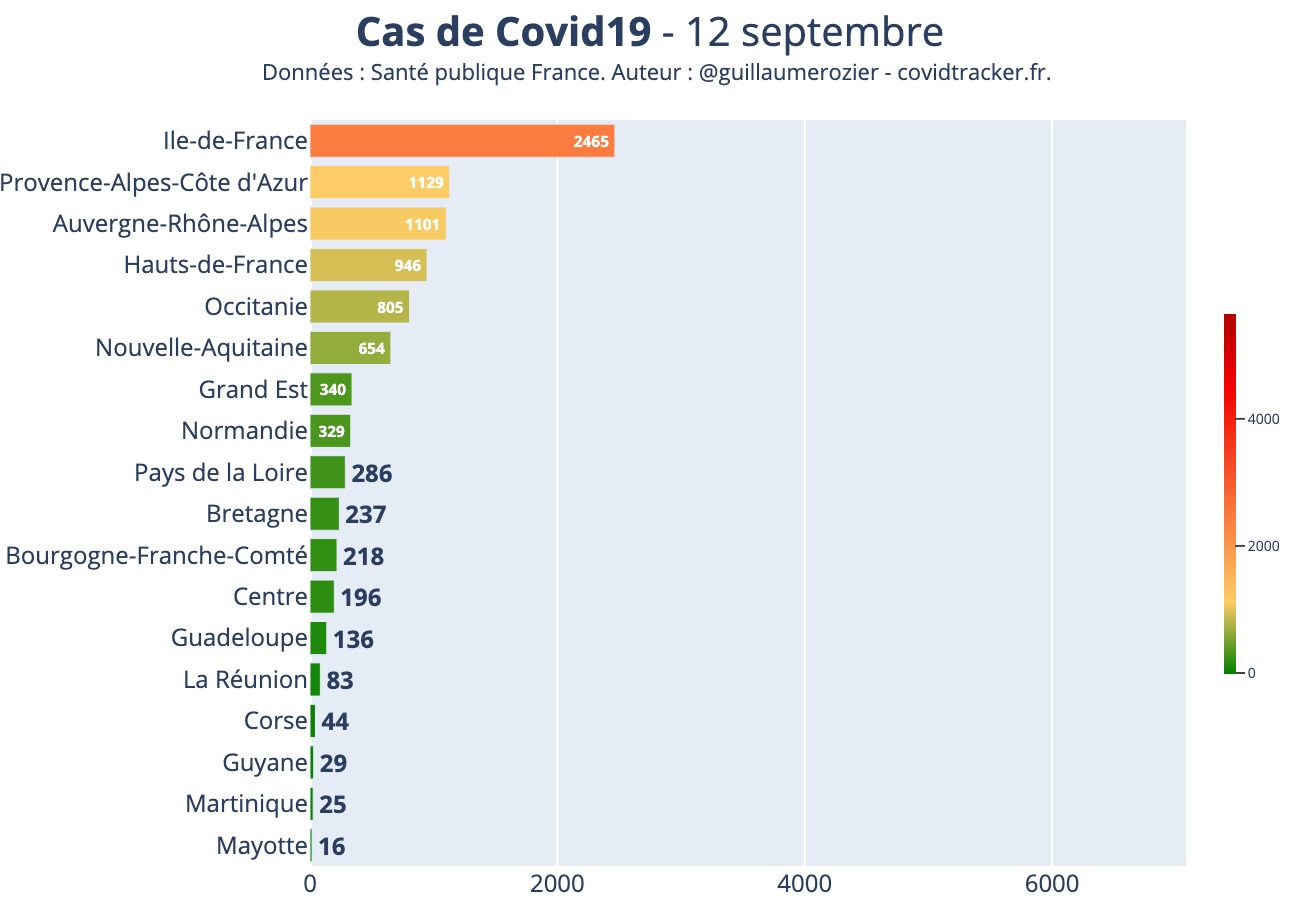 Cas de Covid19 - 12 septembre
Données : Santé publique France. Auteur : @guillaumerozier - covidtracker.fr.
Ile-de-France 2465
Provence-Alpes-Côte d'Azur 1129
Auvergne-Rhône-Alpes 1101
Hauts-de-France 946
Occitanie 805
Nouvelle-Aquitaine 654
Grand Est 340
Normandie 329
Pays de la Loire 286
Bretagne 237
Bourgogne-Franche-Comté 218
Centre 196
Guadeloupe 136
La Réunion 83
Corse 44
Guyane 29
Martinique 25
Mayotte 16
0 2000 4000 6000
4000
2000
0